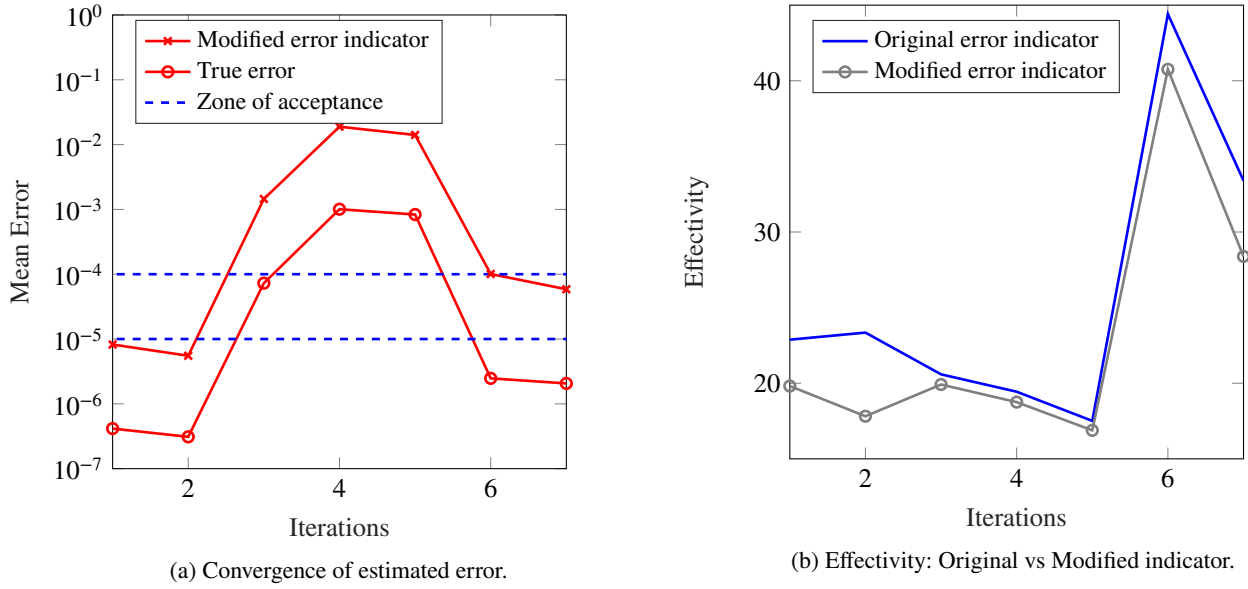 10⁰
10⁻¹
10⁻²
10⁻³
10⁻⁴
10⁻⁵
10⁻⁶
10⁻⁷
Mean Error
Modified error indicator
True error
Zone of acceptance
2 4 6
Iterations
(a) Convergence of estimated error.
40
30
20
Effectivity
Original error indicator
Modified error indicator
2 4 6
Iterations
(b) Effectivity: Original vs Modified indicator.